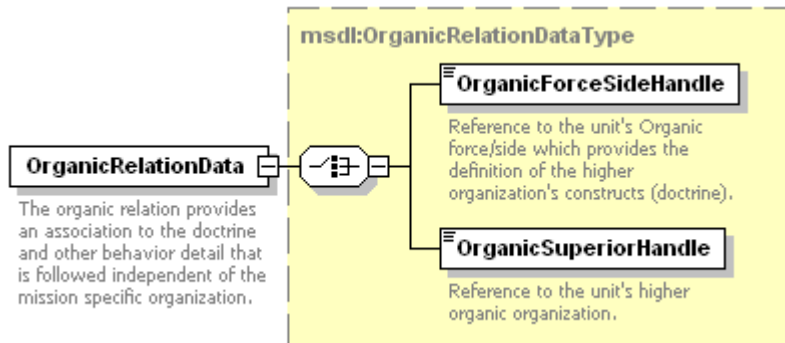 msdl:OrganicRelationDataType
OrganicForceSideHandle
Reference to the unit's Organic
force/side which provides the
definition of the higher
organization's constructs (doctrine).
OrganicRelationData
The organic relation provides
an association to the doctrine
and other behavior detail that
is followed independent of the
mission specific organization.
OrganicSuperiorHandle
Reference to the unit's higher
organic organization.